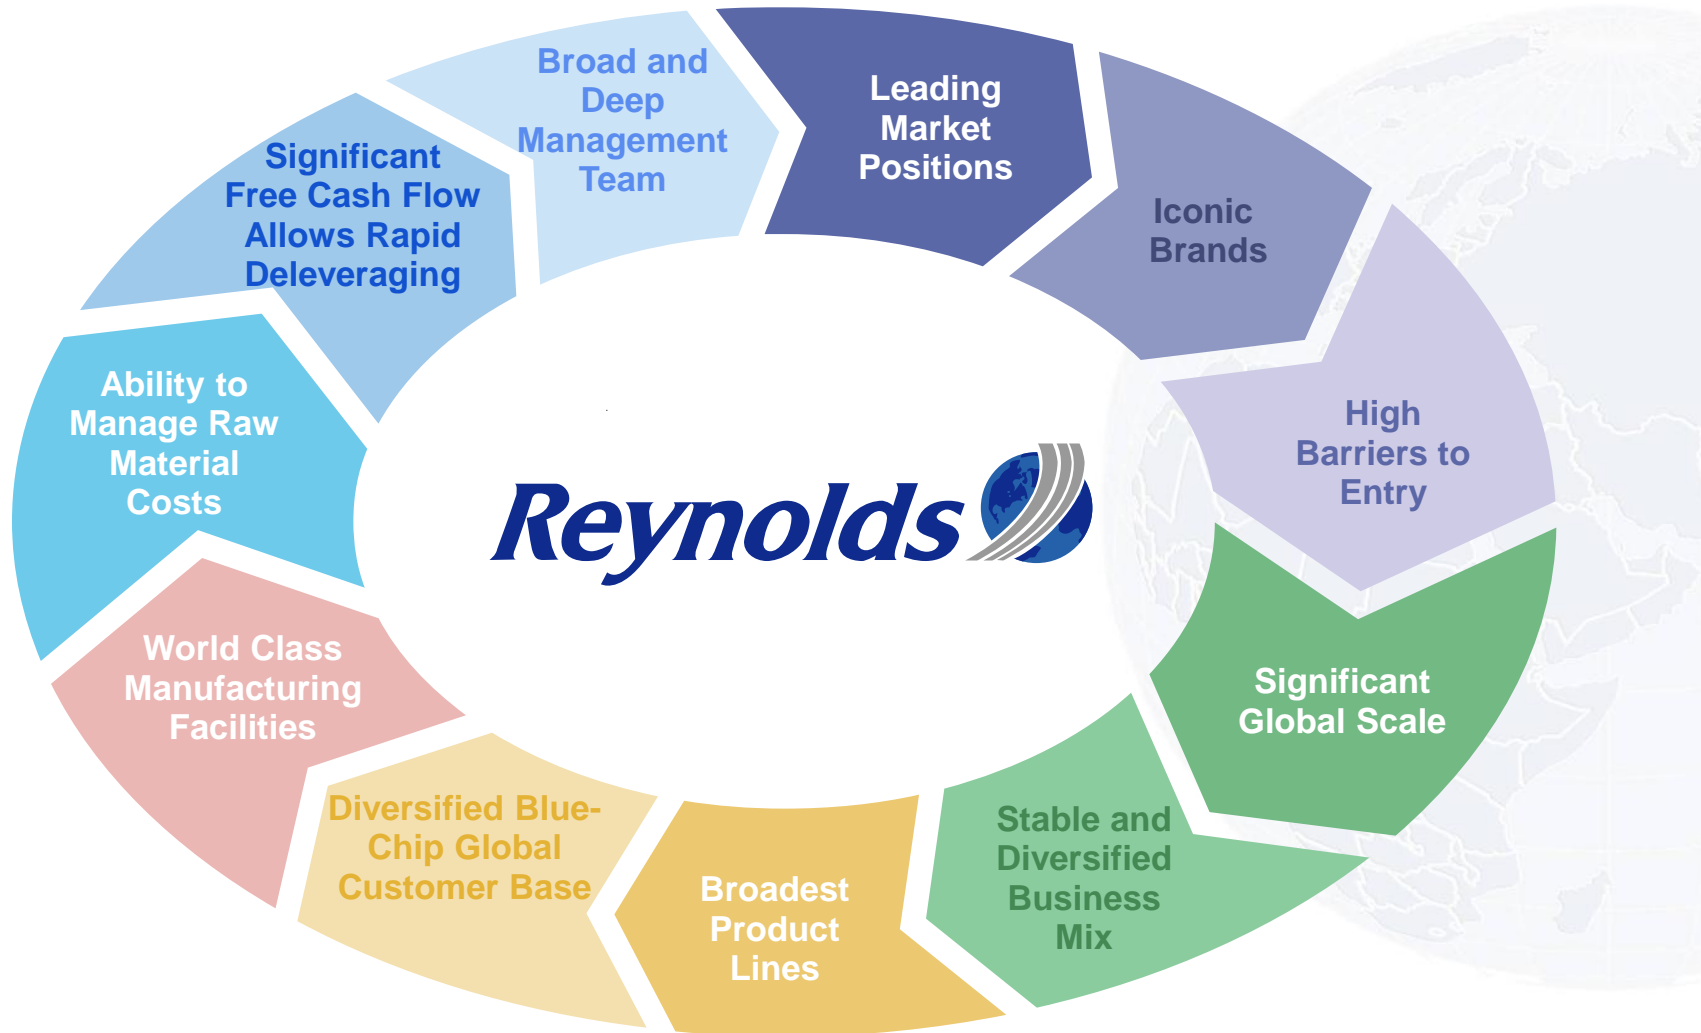 Broad and
Deep
Management
Team
Leading
Market
Positions
Iconic
Brands
High
Barriers to
Entry
Significant
Global Scale
Stable and
Diversified
Business
Mix
Broadest
Product
Lines
Diversified Blue-
Chip Global
Customer Base
World Class
Manufacturing
Facilities
Ability to
Manage Raw
Material
Costs
Significant
Free Cash Flow
Allows Rapid
Deleveraging
Reynolds